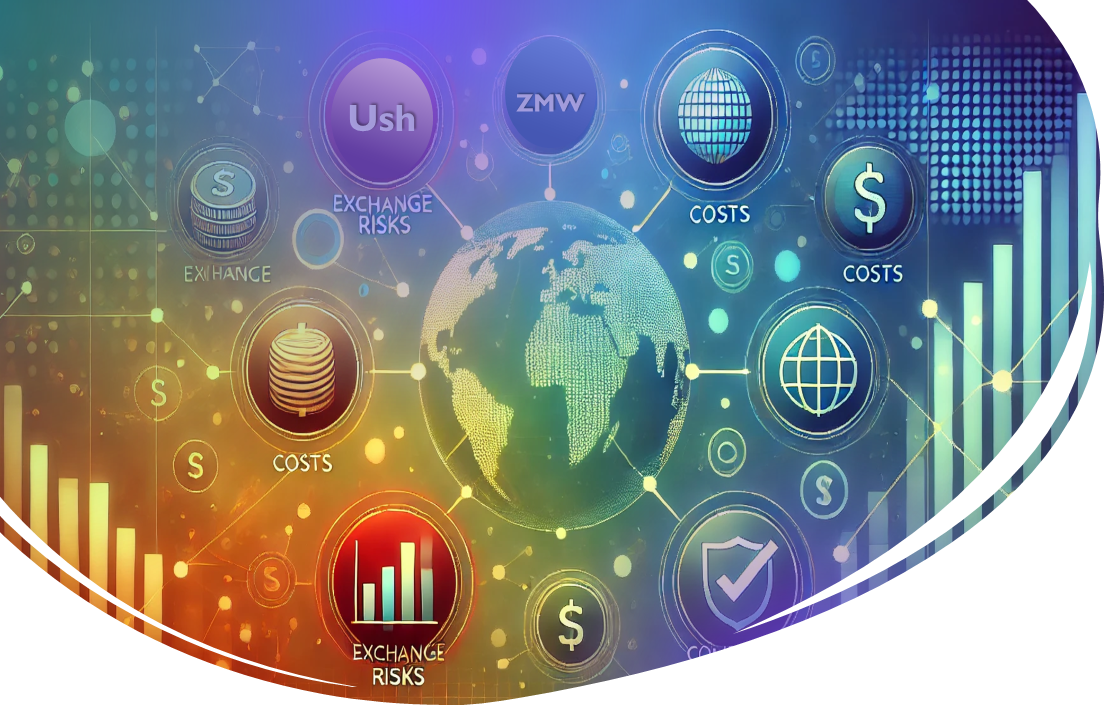 Ush
ZMW
$
$
EXCHANGE
RISKS
COSTS
$
$
EXCHANGE
COSTS
$
COSTS
$
$
$
EXCHANGE
RISKS
$